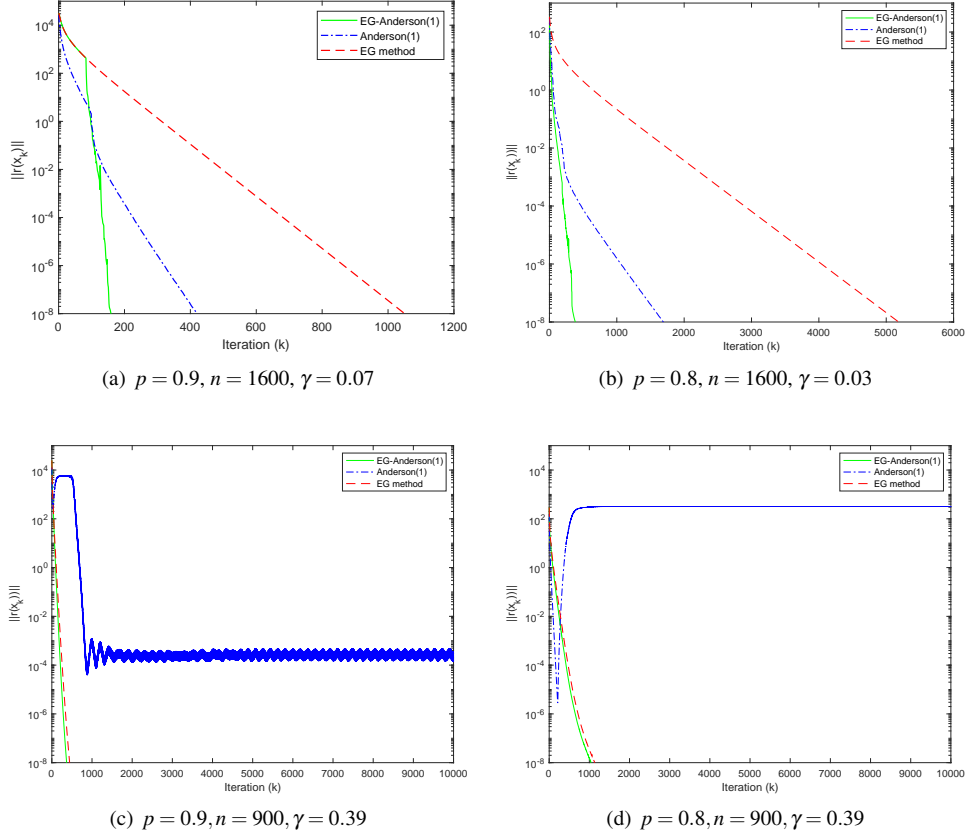 EG-Anderson(1)
Anderson(1)
EG method
||r(x_k)||
10^4
10^2
10^0
10^-2
10^-4
10^-6
10^-8
0 200 400 600 800 1000 1200
Iteration (k)
(a) p = 0.9, n = 1600, γ = 0.07
EG-Anderson(1)
Anderson(1)
EG method
||r(x_k))||
10^2
10^0
10^-2
10^-4
10^-6
10^-8
0 1000 2000 3000 4000 5000 6000
Iteration (k)
(b) p = 0.8, n = 1600, γ = 0.03
EG-Anderson(1)
Anderson(1)
EG method
||r(x_k))||
10^4
10^2
10^0
10^-2
10^-4
10^-6
10^-8
0 1000 2000 3000 4000 5000 6000 7000 8000 9000 10000
Iteration (k)
(c) p = 0.9, n = 900, γ = 0.39
EG-Anderson(1)
Anderson(1)
EG method
||r(x_k))||
10^4
10^2
10^0
10^-2
10^-4
10^-6
10^-8
0 1000 2000 3000 4000 5000 6000 7000 8000 9000 10000
Iteration (k)
(d) p = 0.8, n = 900, γ = 0.39